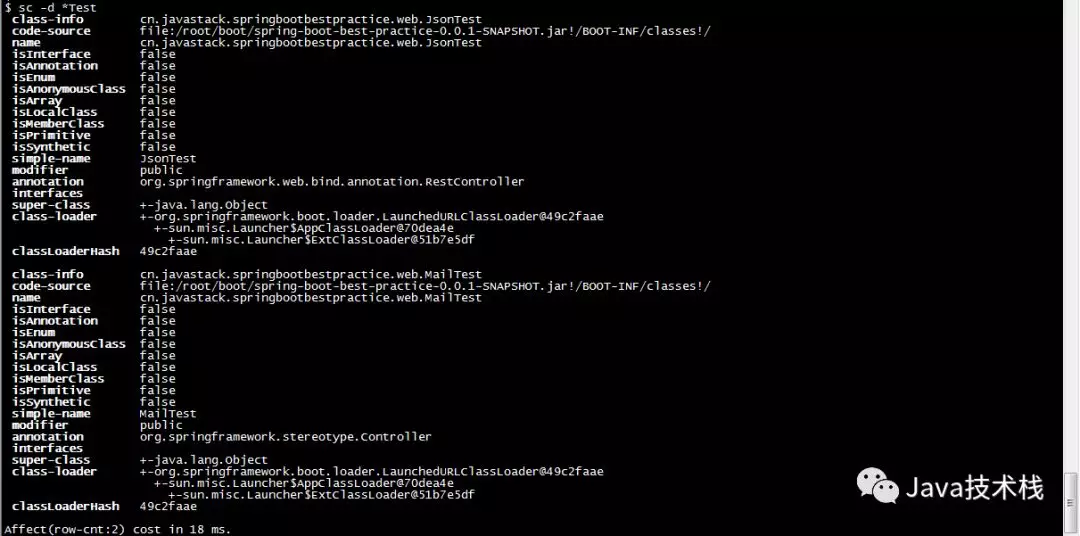 $ sc -d *Test
class-info cn.javastack.springbootbestpractice.web.JsonTest
code-source file:/root/boot/spring-boot-best-practice-0.0.1-SNAPSHOT.jar!/BOOT-INF/classes!/
name cn.javastack.springbootbestpractice.web.JsonTest
isInterface false
isAnnotation false
isEnum false
isAnonymousClass false
isArray false
isLocalClass false
isMemberClass false
isPrimitive false
isSynthetic false
simple-name JsonTest
modifier public
annotation org.springframework.web.bind.annotation.RestController
interfaces
super-class +-java.lang.Object
class-loader +-org.springframework.boot.loader.LaunchedURLClassLoader@49c2faae
+-sun.misc.Launcher$AppClassLoader@70dea4e
+-sun.misc.Launcher$ExtClassLoader@51b7e5df
classLoaderHash 49c2faae
class-info cn.javastack.springbootbestpractice.web.MailTest
code-source file:/root/boot/spring-boot-best-practice-0.0.1-SNAPSHOT.jar!/BOOT-INF/classes!/
name cn.javastack.springbootbestpractice.web.MailTest
isInterface false
isAnnotation false
isEnum false
isAnonymousClass false
isArray false
isLocalClass false
isMemberClass false
isPrimitive false
isSynthetic false
simple-name MailTest
modifier public
annotation org.springframework.stereotype.Controller
interfaces
super-class +-java.lang.Object
class-loader +-org.springframework.boot.loader.LaunchedURLClassLoader@49c2faae
+-sun.misc.Launcher$AppClassLoader@70dea4e
+-sun.misc.Launcher$ExtClassLoader@51b7e5df
classLoaderHash 49c2faae
Affect(row-cnt:2) cost in 18 ms.
Java技术栈